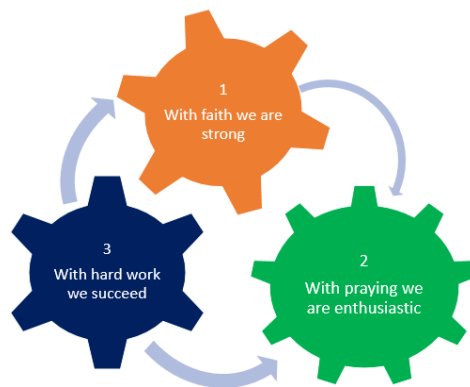 1
With faith we are
strong
2
With praying we
are enthusiastic
3
With hard work
we succeed